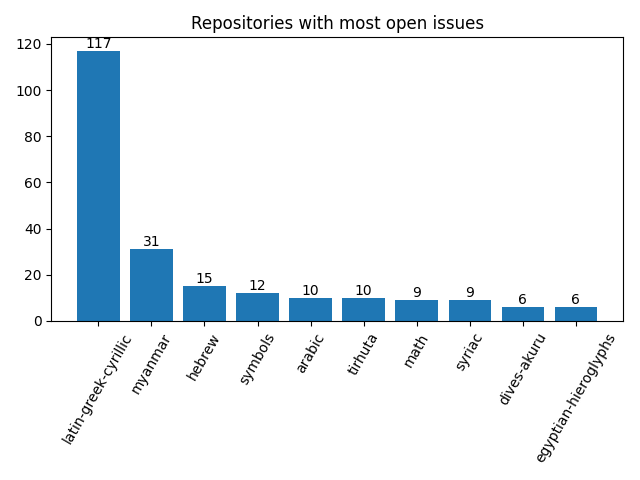 Repositories with most open issues
120
100
80
60
40
20
0
117
31
15
12
10
10
9
9
6
6
latin-greek-cyrillic
myanmar
hebrew
symbols
arabic
tirhuta
math
syriac
dives-akuru
egyptian-hieroglyphs